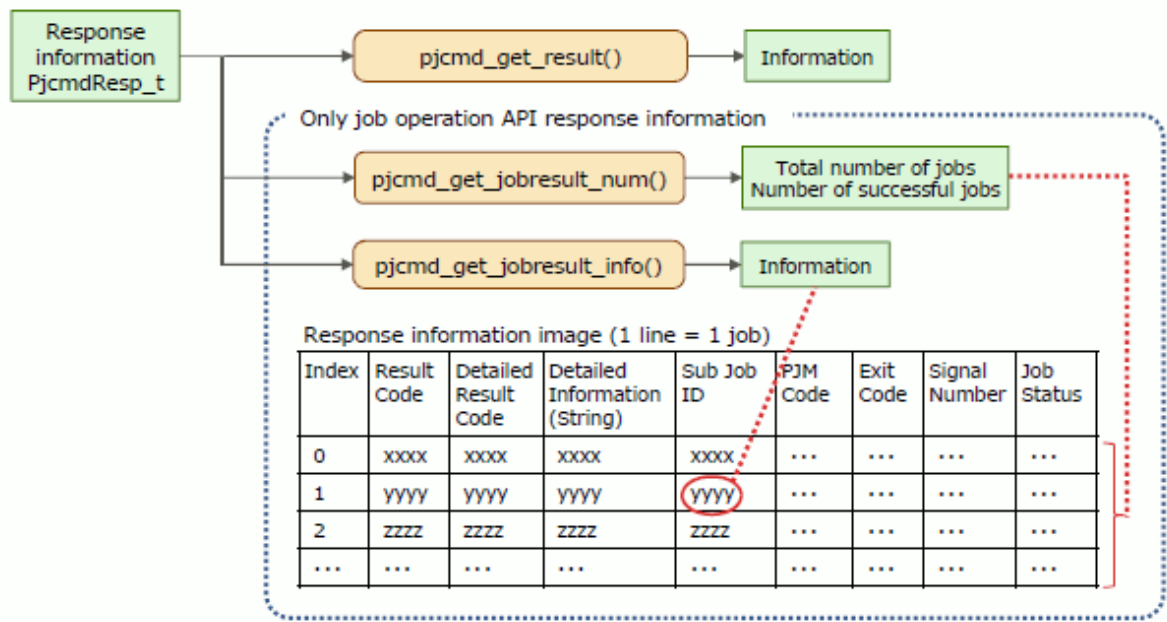 Response
information
PjcmdResp_t
pjcmd_get_result()
Information
Only job operation API response information
pjcmd_get_jobresult_num()
Total number of jobs
Number of successful jobs
pjcmd_get_jobresult_info()
Information
Response information image (1 line = 1 job)
Index Result Code Detailed Result Code Detailed Information (String) Sub Job ID PJM Code Exit Code Signal Number Job Status
0 xxxx xxxx xxxx xxxx ... ... ... ...
1 yyyy yyyy yyyy yyyy ... ... ... ...
2 zzzz zzzz zzzz zzzz ... ... ... ...
... ... ... ... ... ... ... ... ...